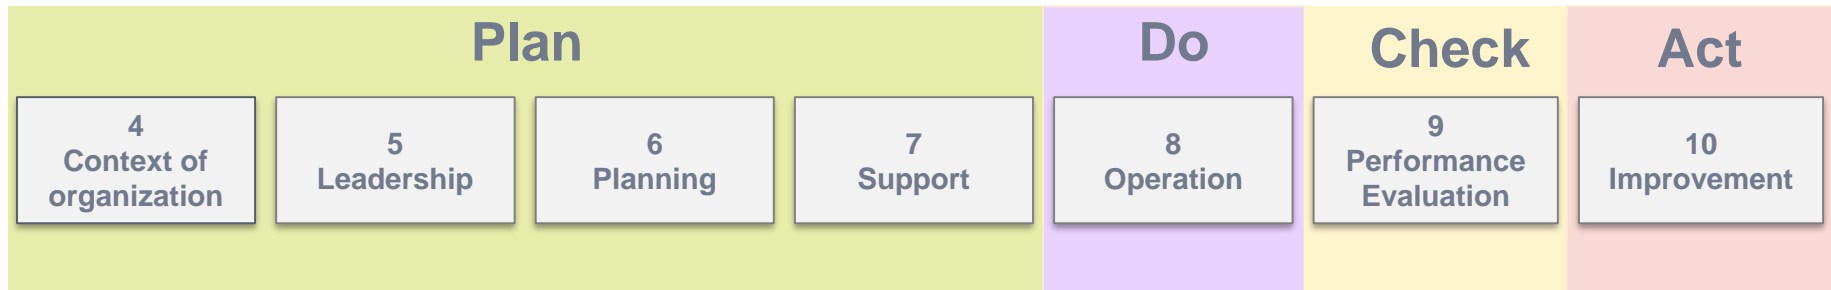 Plan
4
Context of
organization
5
Leadership
6
Planning
7
Support
Do
8
Operation
Check
9
Performance
Evaluation
Act
10
Improvement